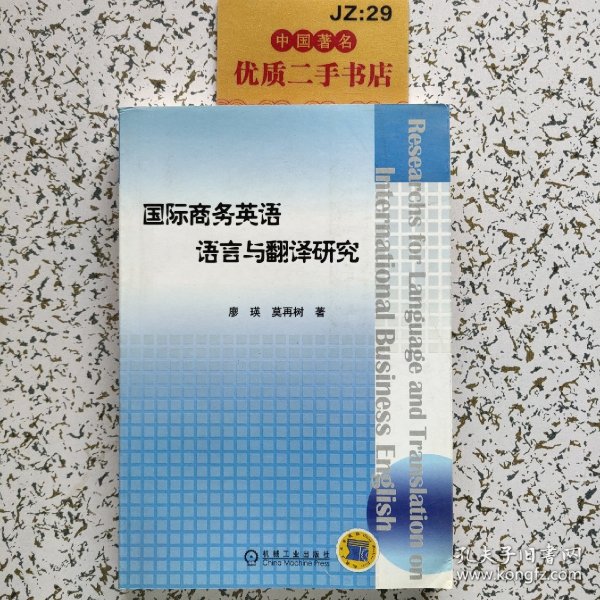 JZ:29
中国著名
优质二手书店
国际商务英语
语言与翻译研究
廖 瑛 莫再树 著
Researchs for Language and Translation on
International Business English
机械工业出版社
China Machine Press
孔夫子旧书网
www.kongfz.com